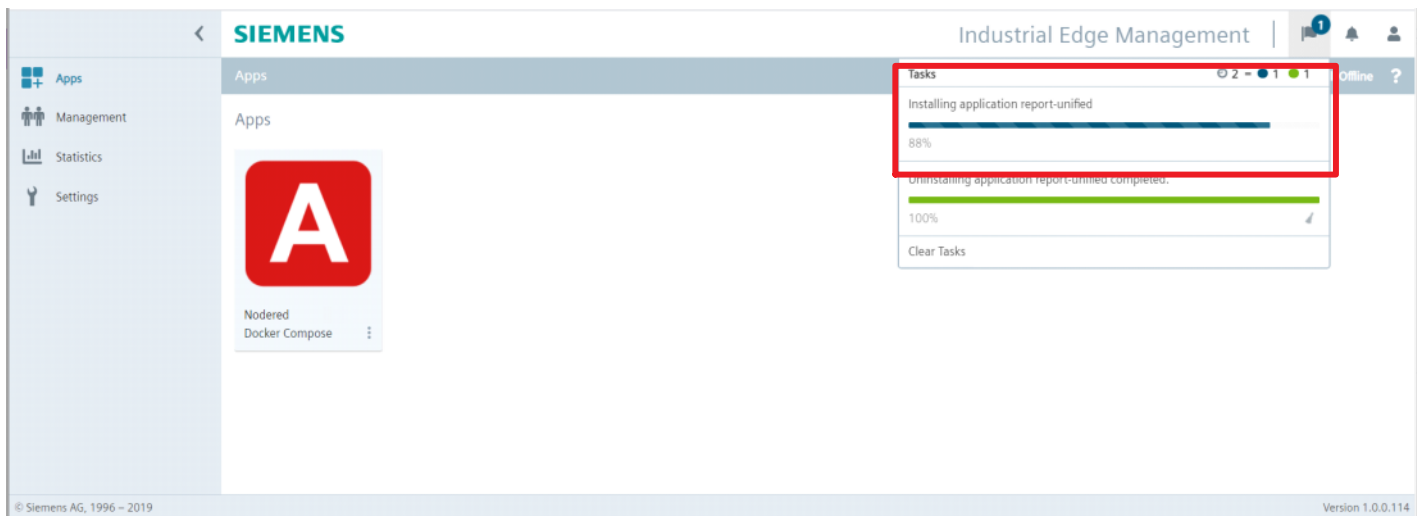 SIEMENS
Industrial Edge Management
1
Apps
Management
Statistics
Settings
Apps
Offline ?
Apps
A
Nodered
Docker Compose
Tasks 2 = 1 1
Installing application report-unified
88%
Uninstalling application report-unified completed.
100%
Clear Tasks
© Siemens AG, 1996 – 2019
Version 1.0.0.114